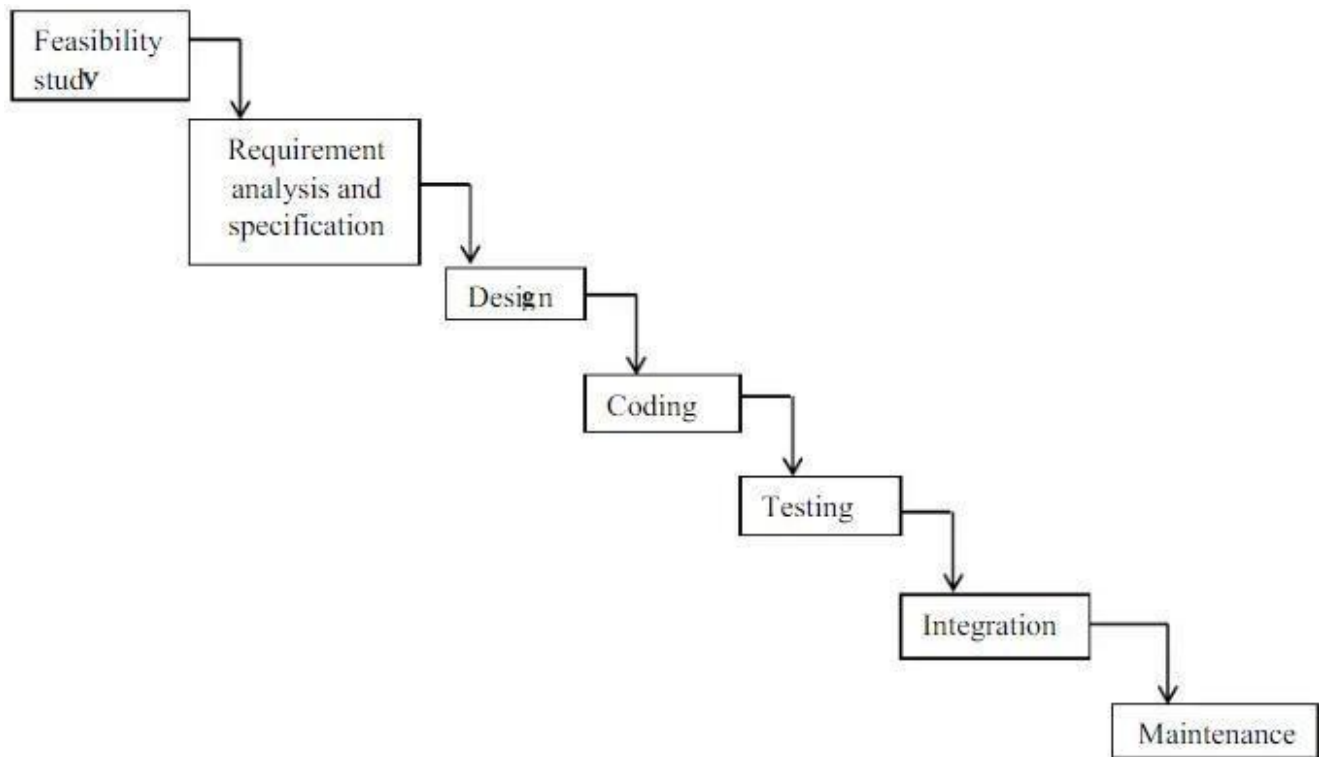 Feasibility
study
Requirement
analysis and
specification
Design
Coding
Testing
Integration
Maintenance